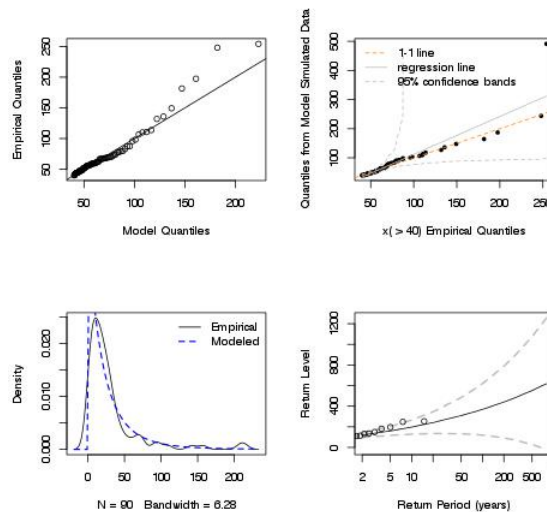 Empirical Quantiles
50 100 150 200 250
50 100 150 200
Model Quantiles
Quantiles from Model Simulated Data
100 200 300 400 500
1-1 line
regression line
95% confidence bands
50 100 150 200 250
x( > 40) Empirical Quantiles
Density
0.000 0.010 0.020
Empirical
Modeled
0 50 100 150 200
N = 90 Bandwidth = 6.28
Return Level
0 400 800 1200
2 5 10 20 50 100 500
Return Period (years)